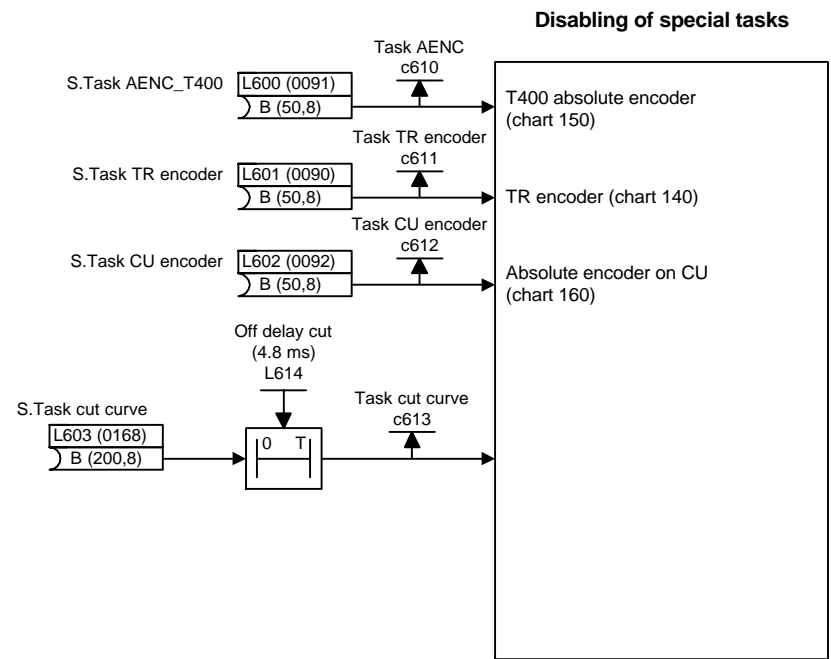 Disabling of special tasks
Task AENC
c610
S.Task AENC_T400
L600 (0091)
B (50,8)
T400 absolute encoder
(chart 150)
Task TR encoder
c611
S.Task TR encoder
L601 (0090)
B (50,8)
TR encoder (chart 140)
Task CU encoder
c612
S.Task CU encoder
L602 (0092)
B (50,8)
Absolute encoder on CU
(chart 160)
Off delay cut
(4.8 ms)
L614
S.Task cut curve
L603 (0168)
B (200,8)
0 T
Task cut curve
c613